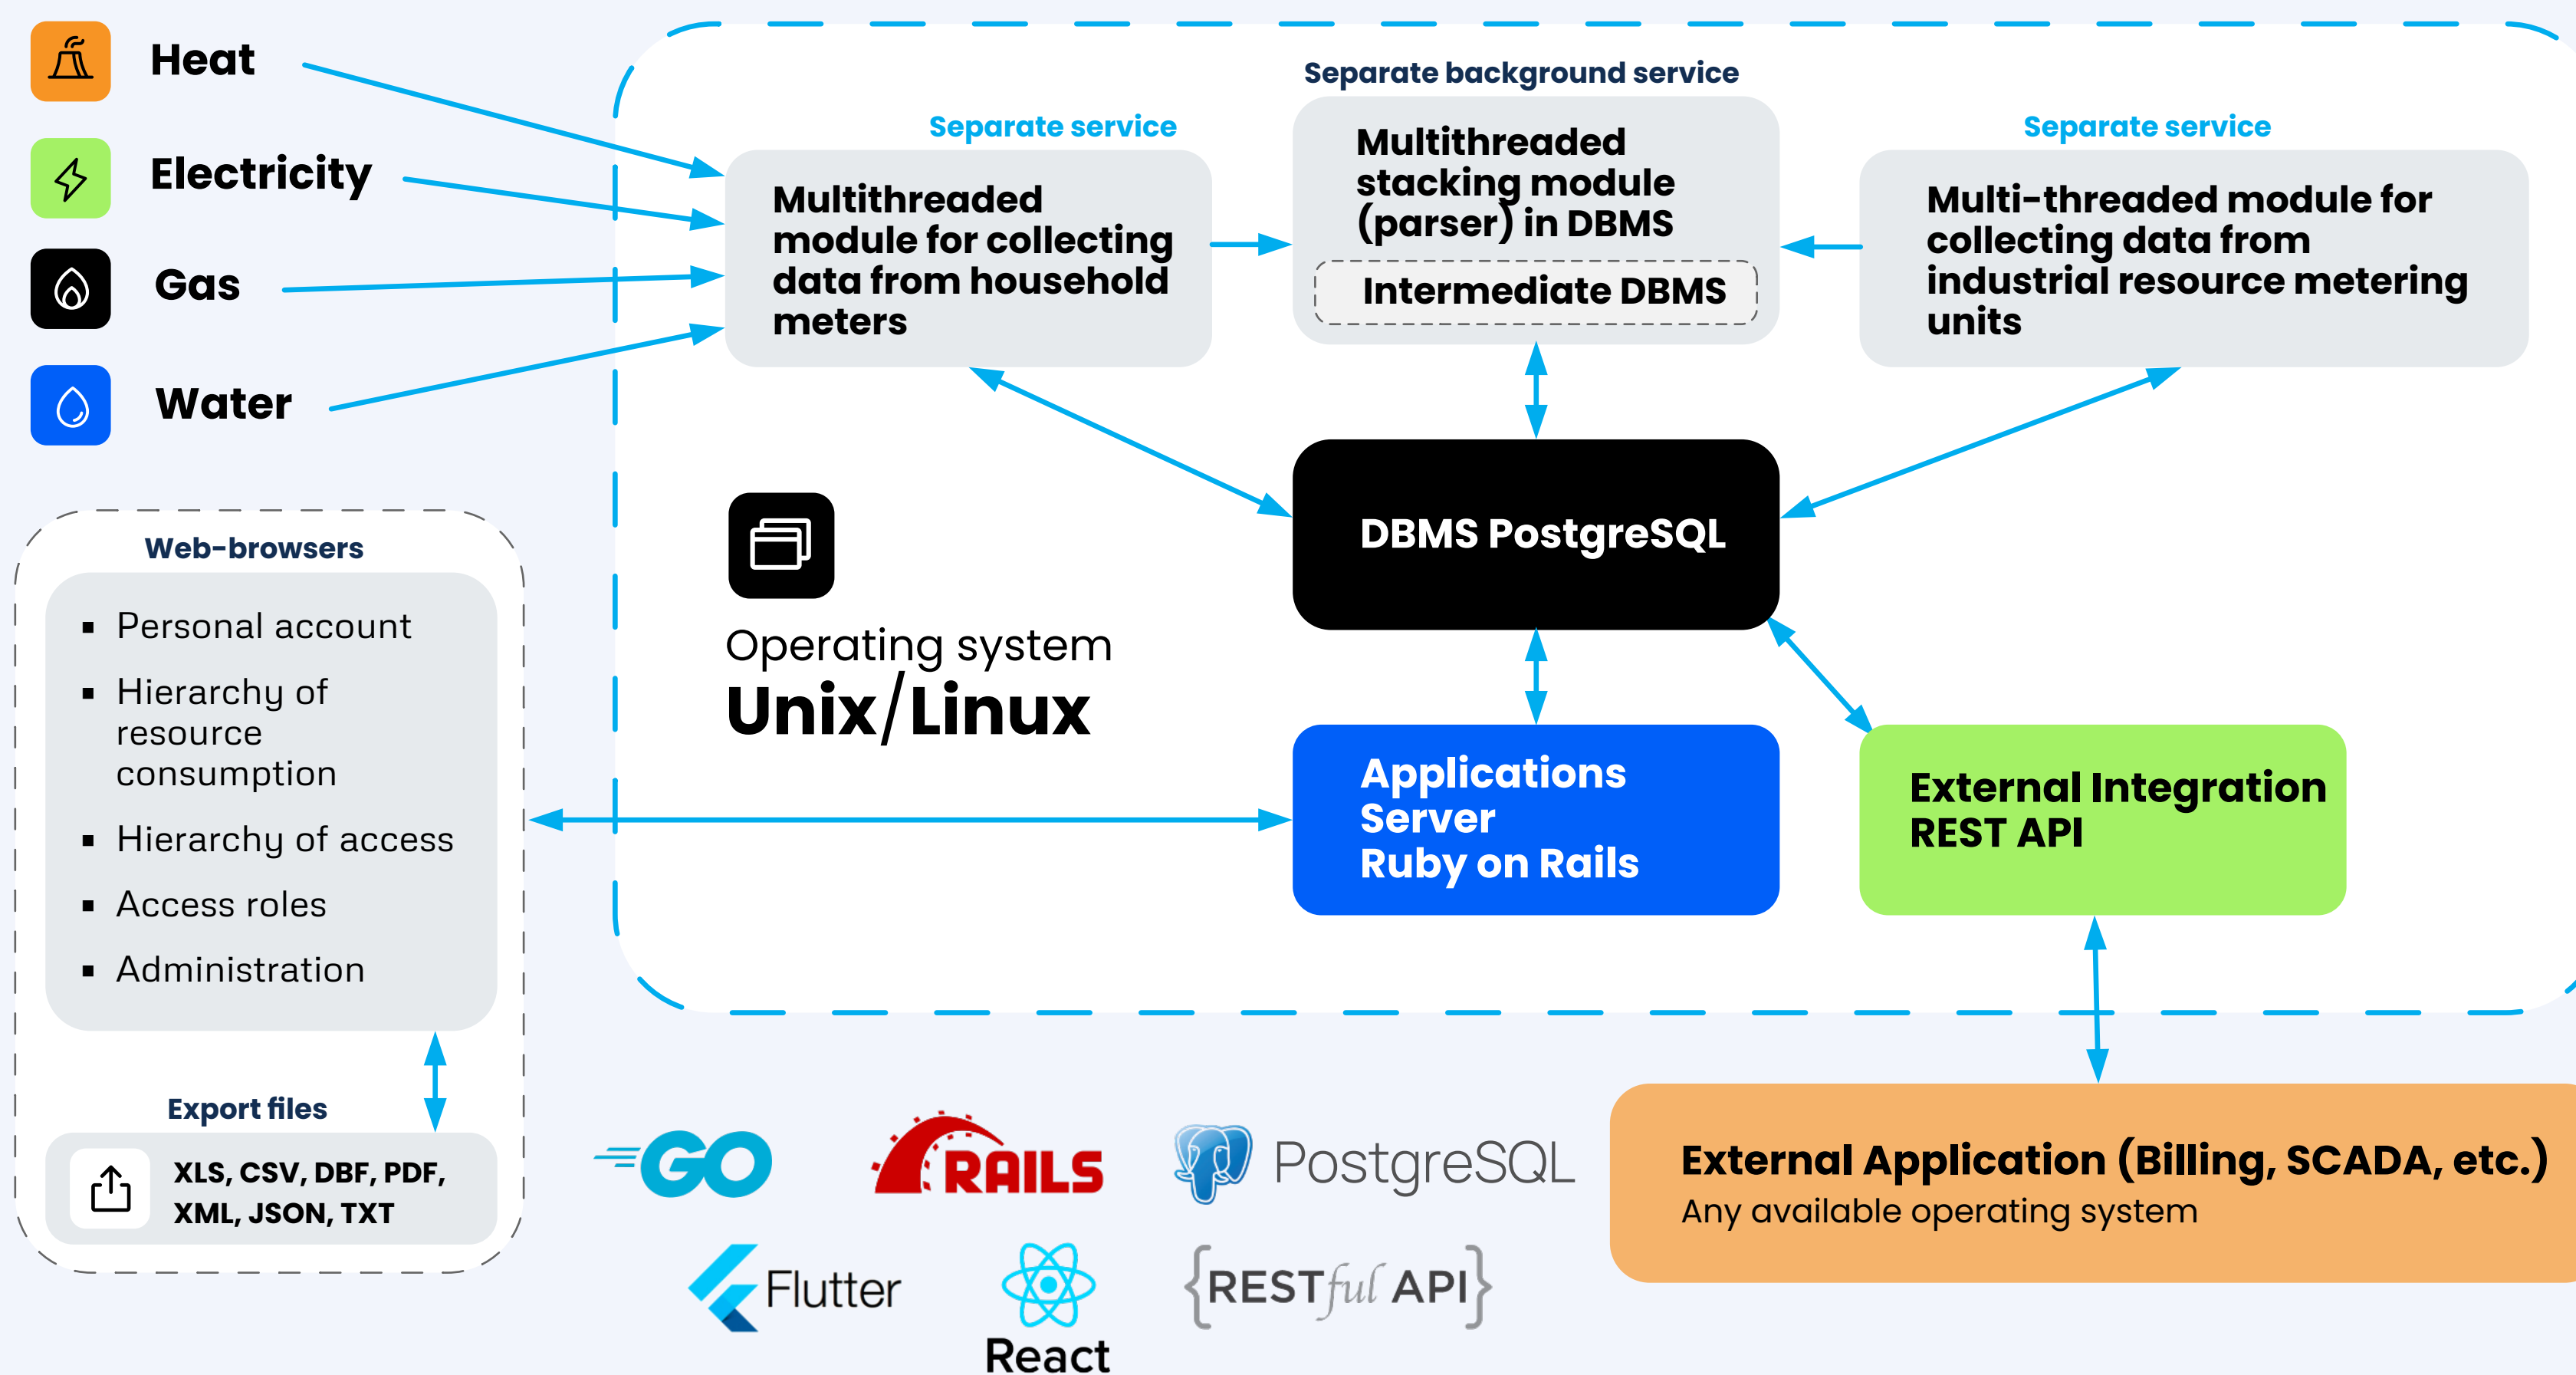 Heat
Electricity
Gas
Water
Separate service
Multithreaded
module for collecting
data from household
meters
Separate background service
Multithreaded
stacking module
(parser) in DBMS
Intermediate DBMS
Separate service
Multi-threaded module for
collecting data from
industrial resource metering
units
DBMS PostgreSQL
Operating system
Unix/Linux
Applications
Server
Ruby on Rails
External Integration
REST API
Web-browsers
▪ Personal account
▪ Hierarchy of
resource
consumption
▪ Hierarchy of access
▪ Access roles
▪ Administration
Export files
XLS, CSV, DBF, PDF,
XML, JSON, TXT
GO
RAILS
PostgreSQL
Flutter
React
{RESTful API}
External Application (Billing, SCADA, etc.)
Any available operating system